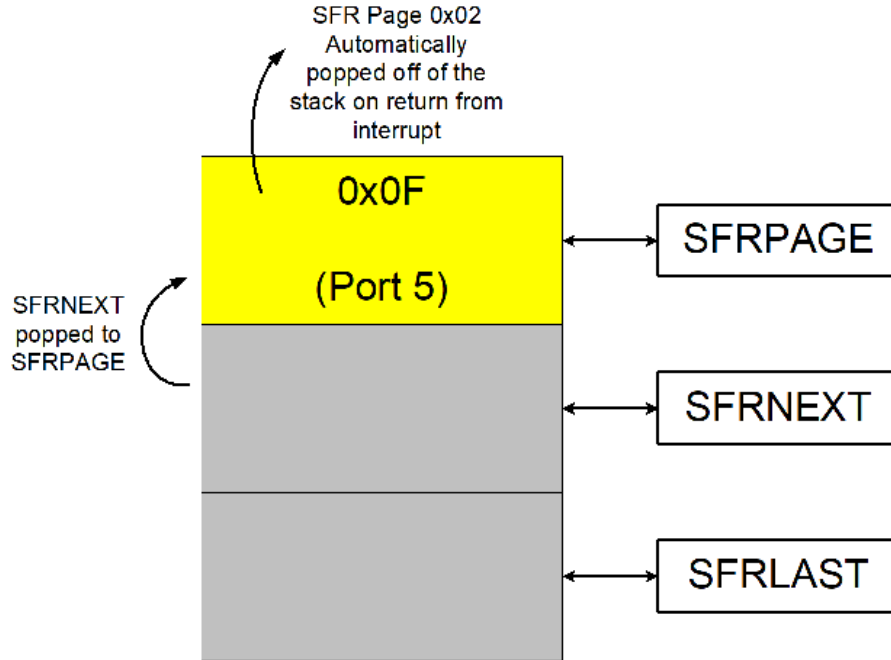 SFR Page 0x02
Automatically
popped off of the
stack on return from
interrupt
0x0F
(Port 5)
SFRPAGE
SFRNEXT
popped to
SFRPAGE
SFRNEXT
SFRLAST